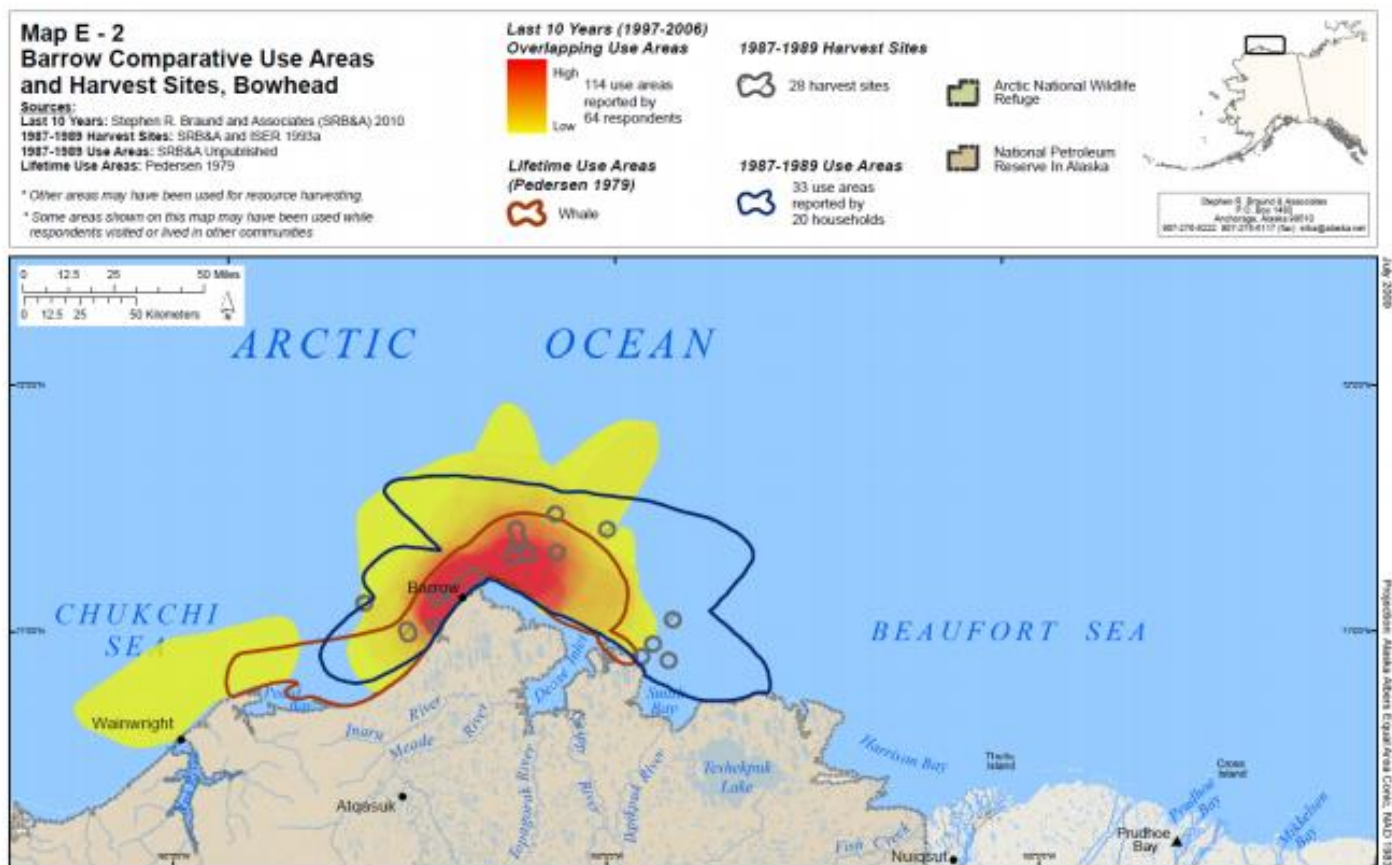 Map E - 2
Barrow Comparative Use Areas
and Harvest Sites, Bowhead
Sources:
Last 10 Years: Stephen R. Braund and Associates (SRB&A) 2010
1987-1989 Harvest Sites: SRB&A and ISER 1993a
1987-1989 Use Areas: SRB&A Unpublished
Lifetime Use Areas: Pedersen 1979
* Other areas may have been used for resource harvesting.
* Some areas shown on this map may have been used while
respondents visited or lived in other communities
Last 10 Years (1997-2006)
Overlapping Use Areas
High
Low
114 use areas
reported by
64 respondents
Lifetime Use Areas
(Pedersen 1979)
Whale
1987-1989 Harvest Sites
28 harvest sites
1987-1989 Use Areas
33 use areas
reported by
20 households
Arctic National Wildlife
Refuge
National Petroleum
Reserve In Alaska
Stephen R. Braund & Associates
Anchorage, Alaska
0 12.5 25 50 Miles
0 12.5 25 50 Kilometers
ARCTIC OCEAN
CHUKCHI
SEA
BEAUFORT SEA
Barrow
Wainwright
Atqasuk
Inaru River
Meade River
Topagoruk River
River
Ikpikpuk River
Dease Inlet
Smith
Bay
Teshekpuk
Lake
Harrison Bay
Fish Creek
Nuiqsut
Thetis
Island
Cross
Island
Prudhoe
Bay
Prudhoe
Bay
Mikkelsen
Bay